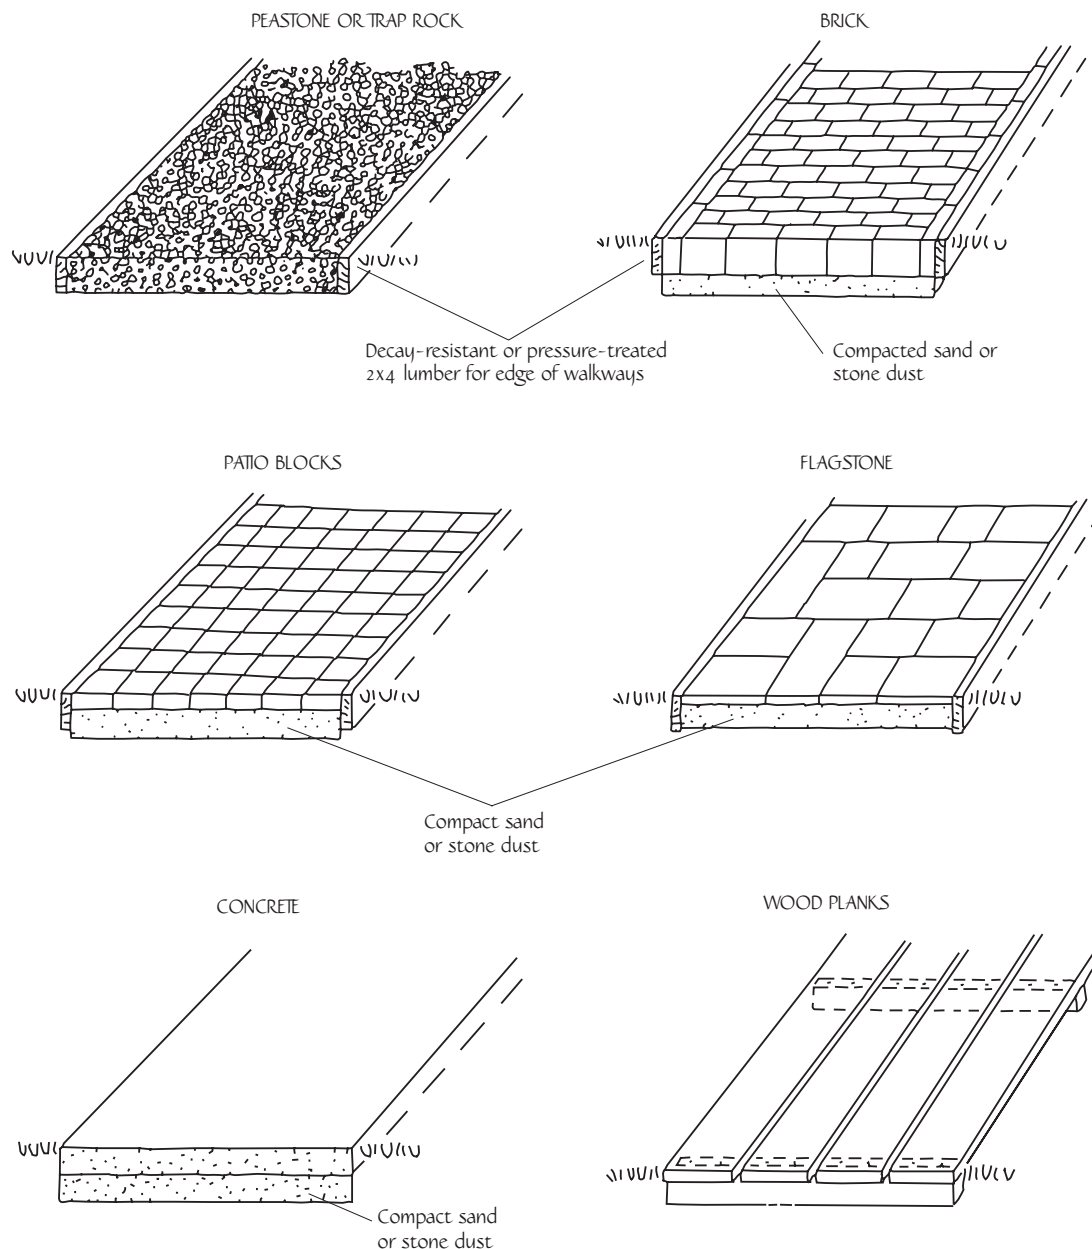 PEASTONE OR TRAP ROCK
BRICK
Decay-resistant or pressure-treated
2x4 lumber for edge of walkways
Compacted sand or
stone dust
PATIO BLOCKS
FLAGSTONE
Compact sand
or stone dust
CONCRETE
WOOD PLANKS
Compact sand
or stone dust